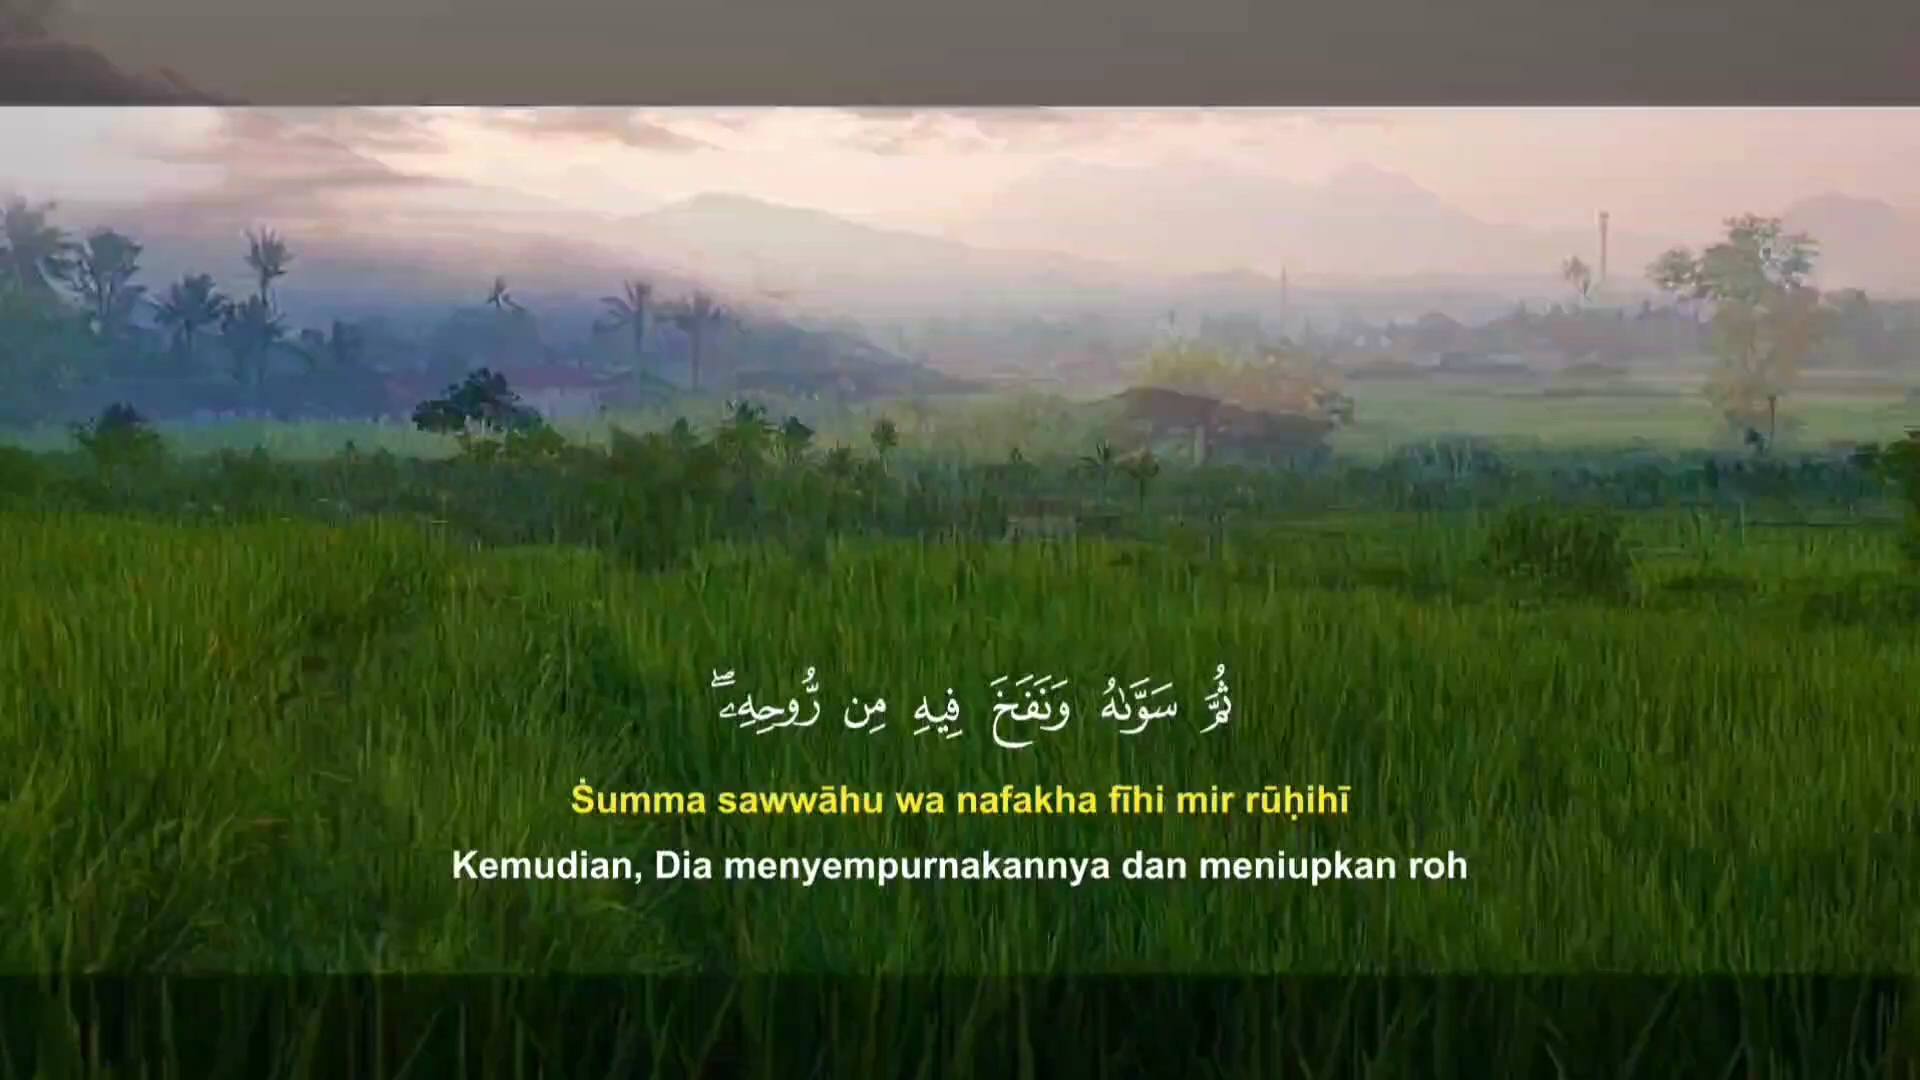 ثُمَّ سَوَّىٰهُ وَنَفَخَ فِيهِ مِن رُّوحِهِۦۖ
Ṡumma sawwāhu wa nafakha fīhi mir rūḥihī
Kemudian, Dia menyempurnakannya dan meniupkan roh